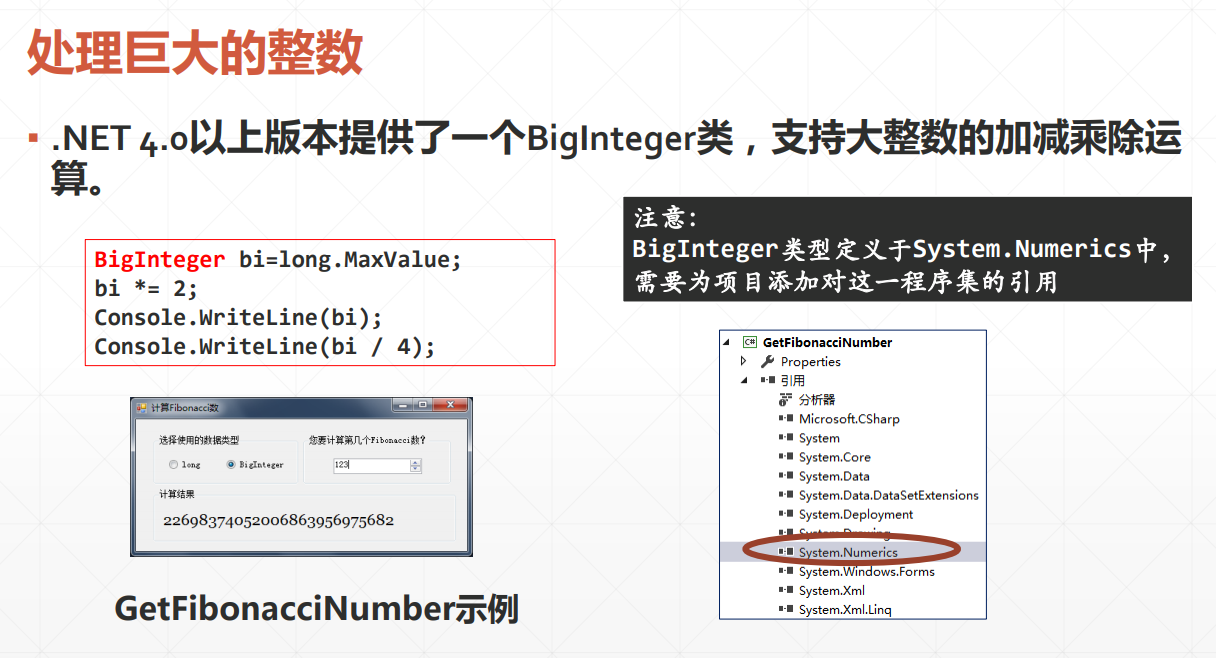 处理巨大的整数
.NET 4.0以上版本提供了一个BigInteger类，支持大整数的加减乘除运
算。
注意：
BigInteger类型定义于System.Numerics中，
需要为项目添加对这一程序集的引用
BigInteger bi=long.MaxValue;
bi *= 2;
Console.WriteLine(bi);
Console.WriteLine(bi / 4);
计算Fibonacci数
选择使用的数据类型
long BigInteger
您要计算第几个Fibonacci数?
123
计算结果
22698374052006863956975682
GetFibonacciNumber示例
C# GetFibonacciNumber
Properties
引用
分析器
Microsoft.CSharp
System
System.Core
System.Data
System.Data.DataSetExtensions
System.Deployment
System.Drawing
System.Numerics
System.Windows.Forms
System.Xml
System.Xml.Linq